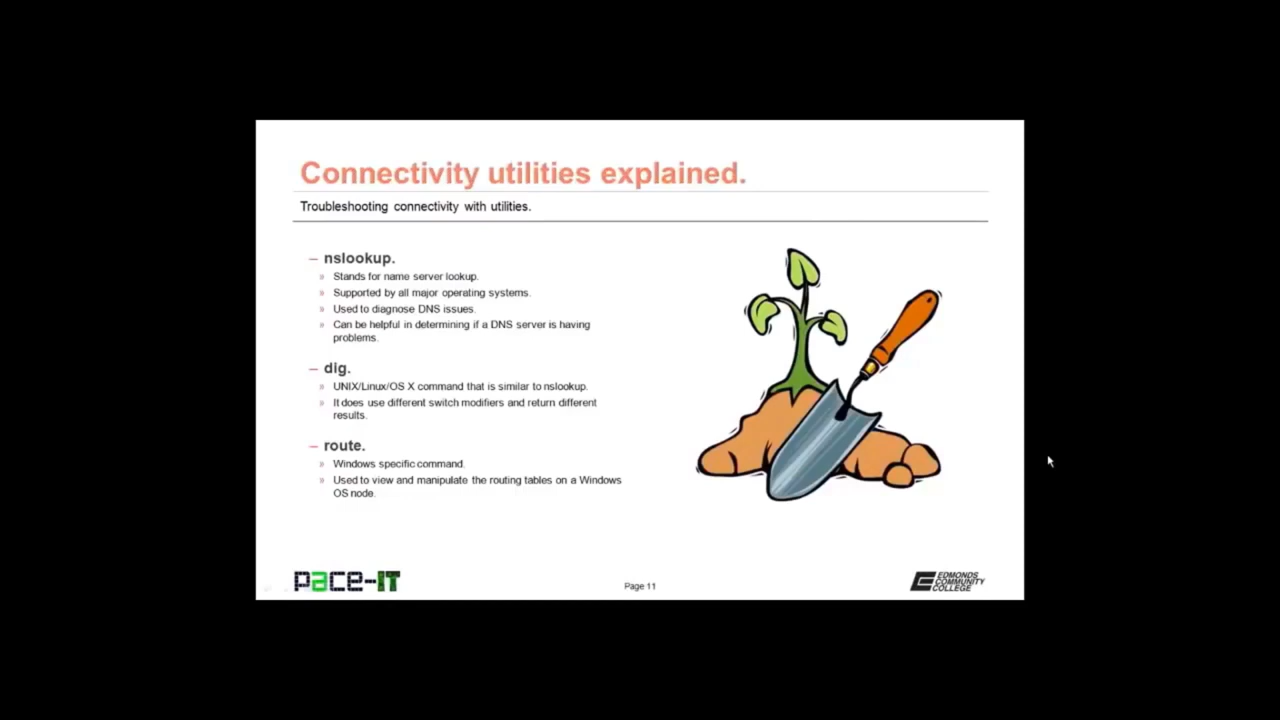 Connectivity utilities explained.
Troubleshooting connectivity with utilities.
– nslookup.
» Stands for name server lookup.
» Supported by all major operating systems.
» Used to diagnose DNS issues.
» Can be helpful in determining if a DNS server is having
problems.
– dig.
» UNIX/Linux/OS X command that is similar to nslookup.
» It does use different switch modifiers and return different
results.
– route.
» Windows specific command.
» Used to view and manipulate the routing tables on a Windows
OS node.
pace-IT
Page 11
EDMONDS
COMMUNITY
COLLEGE